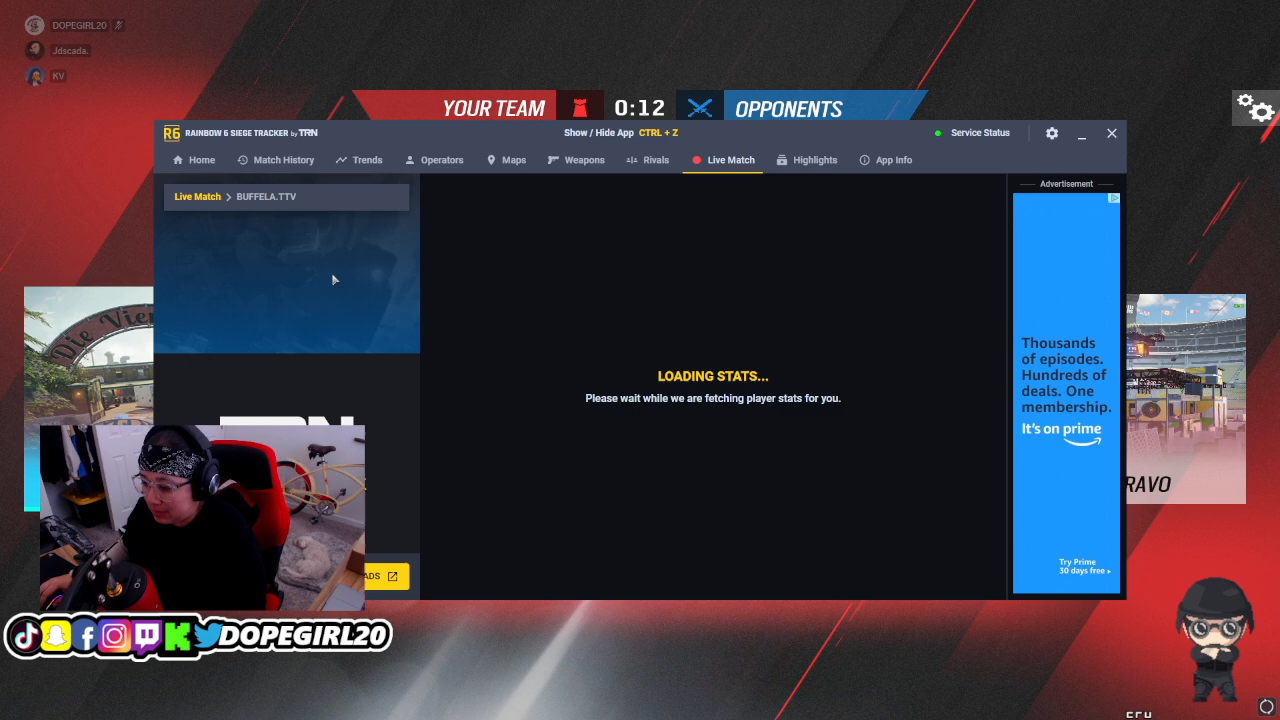 DOPEGIRL20
Jdscada.
KV
YOUR TEAM
0:12
OPPONENTS
R6 RAINBOW 6 SIEGE TRACKER by TRN
Show / Hide App CTRL + Z
Service Status
Home
Match History
Trends
Operators
Maps
Weapons
Rivals
Live Match
Highlights
App Info
Live Match > BUFFELA.TTV
Advertisement
LOADING STATS...
Please wait while we are fetching player stats for you.
Thousands
of episodes.
Hundreds of
deals. One
membership.
It's on prime
Try Prime
30 days free
Die Vier
RAVO
TRN
ADS
DOPEGIRL20